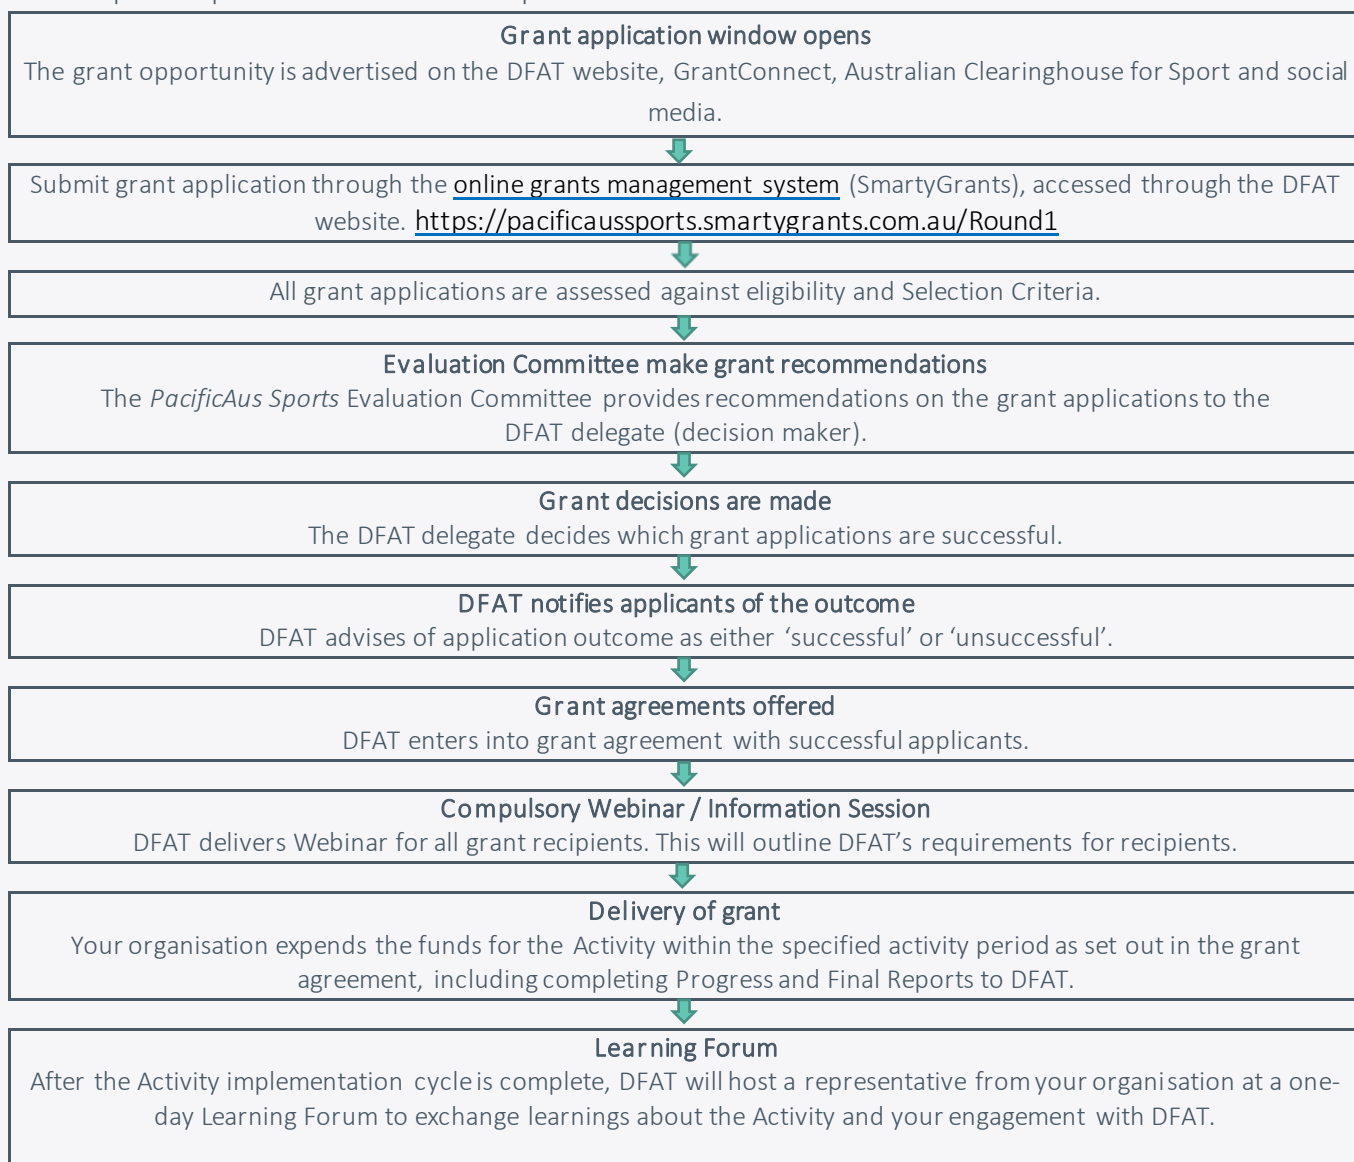 Grant application window opens
The grant opportunity is advertised on the DFAT website, GrantConnect, Australian Clearinghouse for Sport and social
media.
Submit grant application through the online grants management system (SmartyGrants), accessed through the DFAT
website. https://pacificaussports.smartygrants.com.au/Round1
All grant applications are assessed against eligibility and Selection Criteria.
Evaluation Committee make grant recommendations
The PacificAus Sports Evaluation Committee provides recommendations on the grant applications to the
DFAT delegate (decision maker).
Grant decisions are made
The DFAT delegate decides which grant applications are successful.
DFAT notifies applicants of the outcome
DFAT advises of application outcome as either ‘successful’ or ‘unsuccessful’.
Grant agreements offered
DFAT enters into grant agreement with successful applicants.
Compulsory Webinar / Information Session
DFAT delivers Webinar for all grant recipients. This will outline DFAT’s requirements for recipients.
Delivery of grant
Your organisation expends the funds for the Activity within the specified activity period as set out in the grant
agreement, including completing Progress and Final Reports to DFAT.
Learning Forum
After the Activity implementation cycle is complete, DFAT will host a representative from your organisation at a one-
day Learning Forum to exchange learnings about the Activity and your engagement with DFAT.